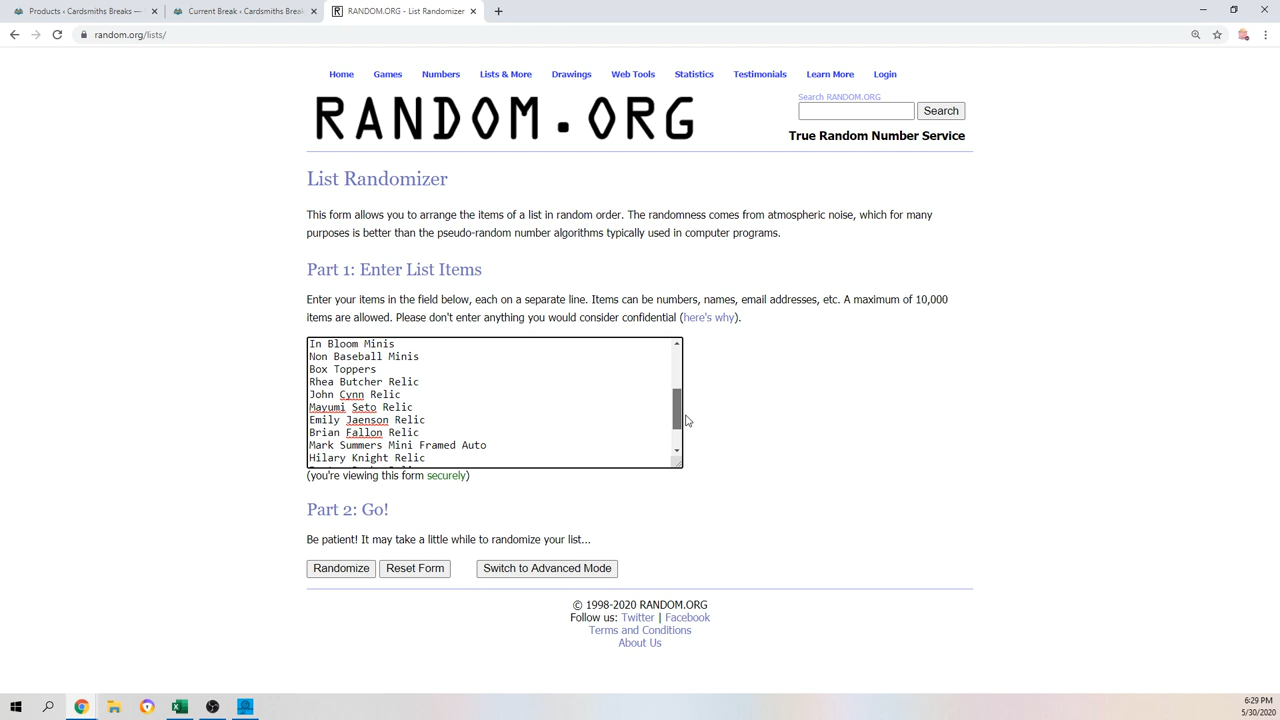 Products ‹ Cardsmiths Breaks —
Current Break ‹ Cardsmiths Break
RANDOM.ORG - List Randomizer
random.org/lists/
Home Games Numbers Lists & More Drawings Web Tools Statistics Testimonials Learn More Login
RANDOM.ORG
Search RANDOM.ORG
Search
True Random Number Service
List Randomizer
This form allows you to arrange the items of a list in random order. The randomness comes from atmospheric noise, which for many
purposes is better than the pseudo-random number algorithms typically used in computer programs.
Part 1: Enter List Items
Enter your items in the field below, each on a separate line. Items can be numbers, names, email addresses, etc. A maximum of 10,000
items are allowed. Please don't enter anything you would consider confidential (here's why).
In Bloom Minis
Non Baseball Minis
Box Toppers
Rhea Butcher Relic
John Cynn Relic
Mayumi Seto Relic
Emily Jaenson Relic
Brian Fallon Relic
Mark Summers Mini Framed Auto
Hilary Knight Relic
(you're viewing this form securely)
Part 2: Go!
Be patient! It may take a little while to randomize your list...
Randomize Reset Form Switch to Advanced Mode
© 1998-2020 RANDOM.ORG
Follow us: Twitter | Facebook
Terms and Conditions
About Us
6:29 PM
5/30/2020